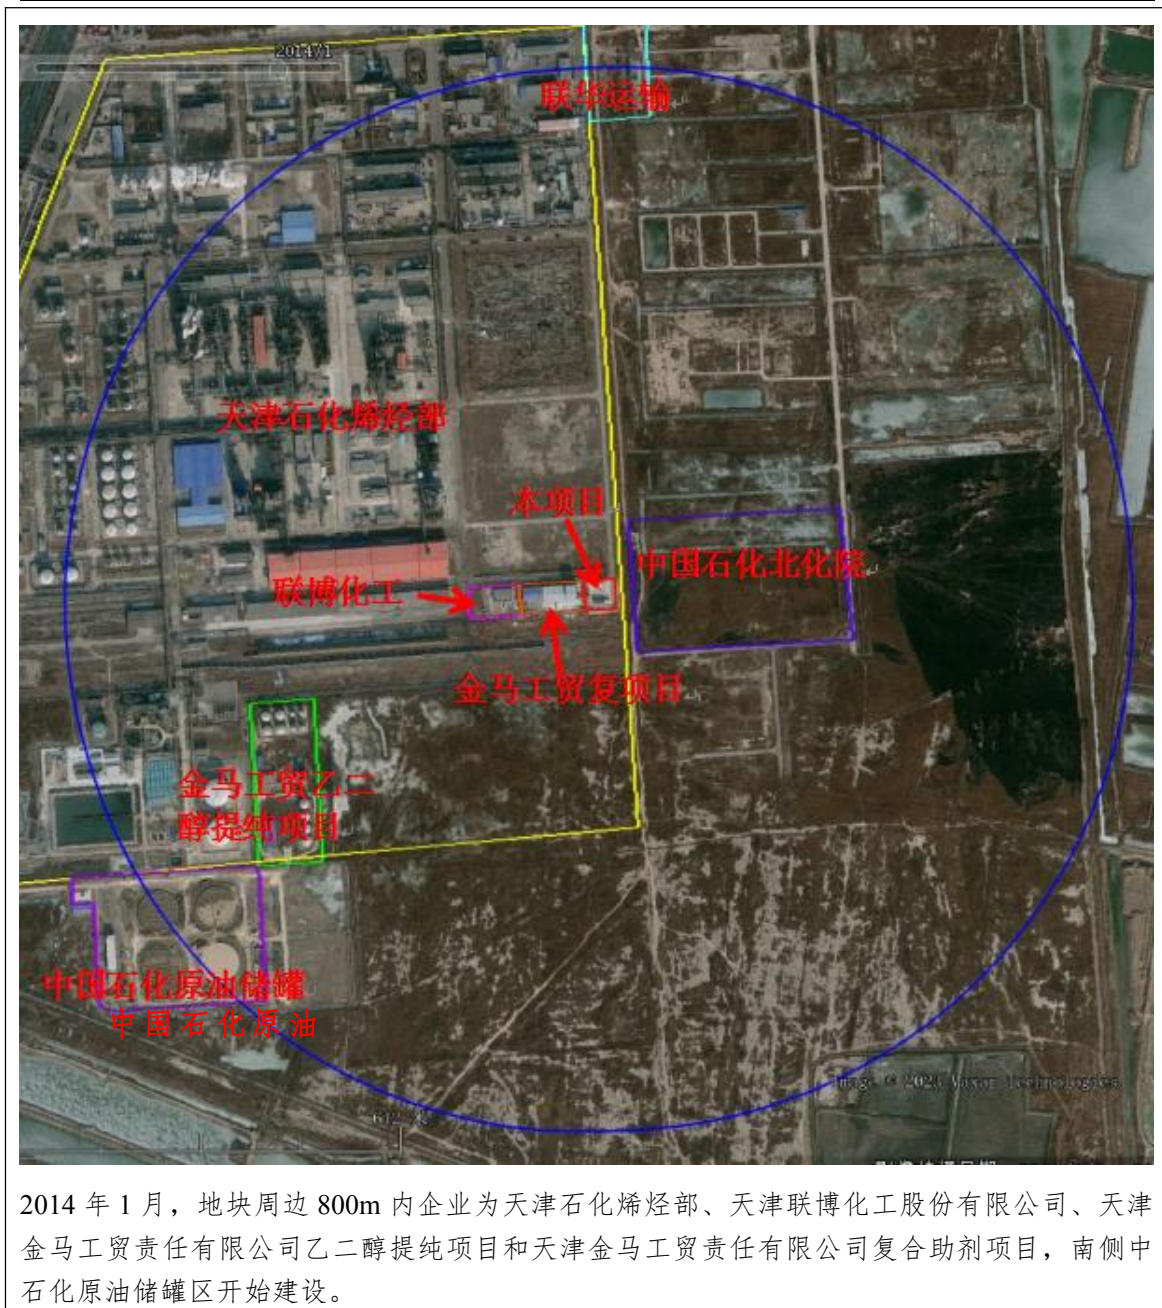 2014/1
联华运输
天津石化烯烃部
本项目
中国石化北化院
联博化工
金马工贸复项目
金马工贸乙二
醇提纯项目
中国石化原油储罐
中国石化原油
Image © 2023 Maxar Technologies
2014 年 1 月，地块周边 800m 内企业为天津石化烯烃部、天津联博化工股份有限公司、天津
金马工贸责任有限公司乙二醇提纯项目和天津金马工贸责任有限公司复合助剂项目，南侧中
石化原油储罐区开始建设。